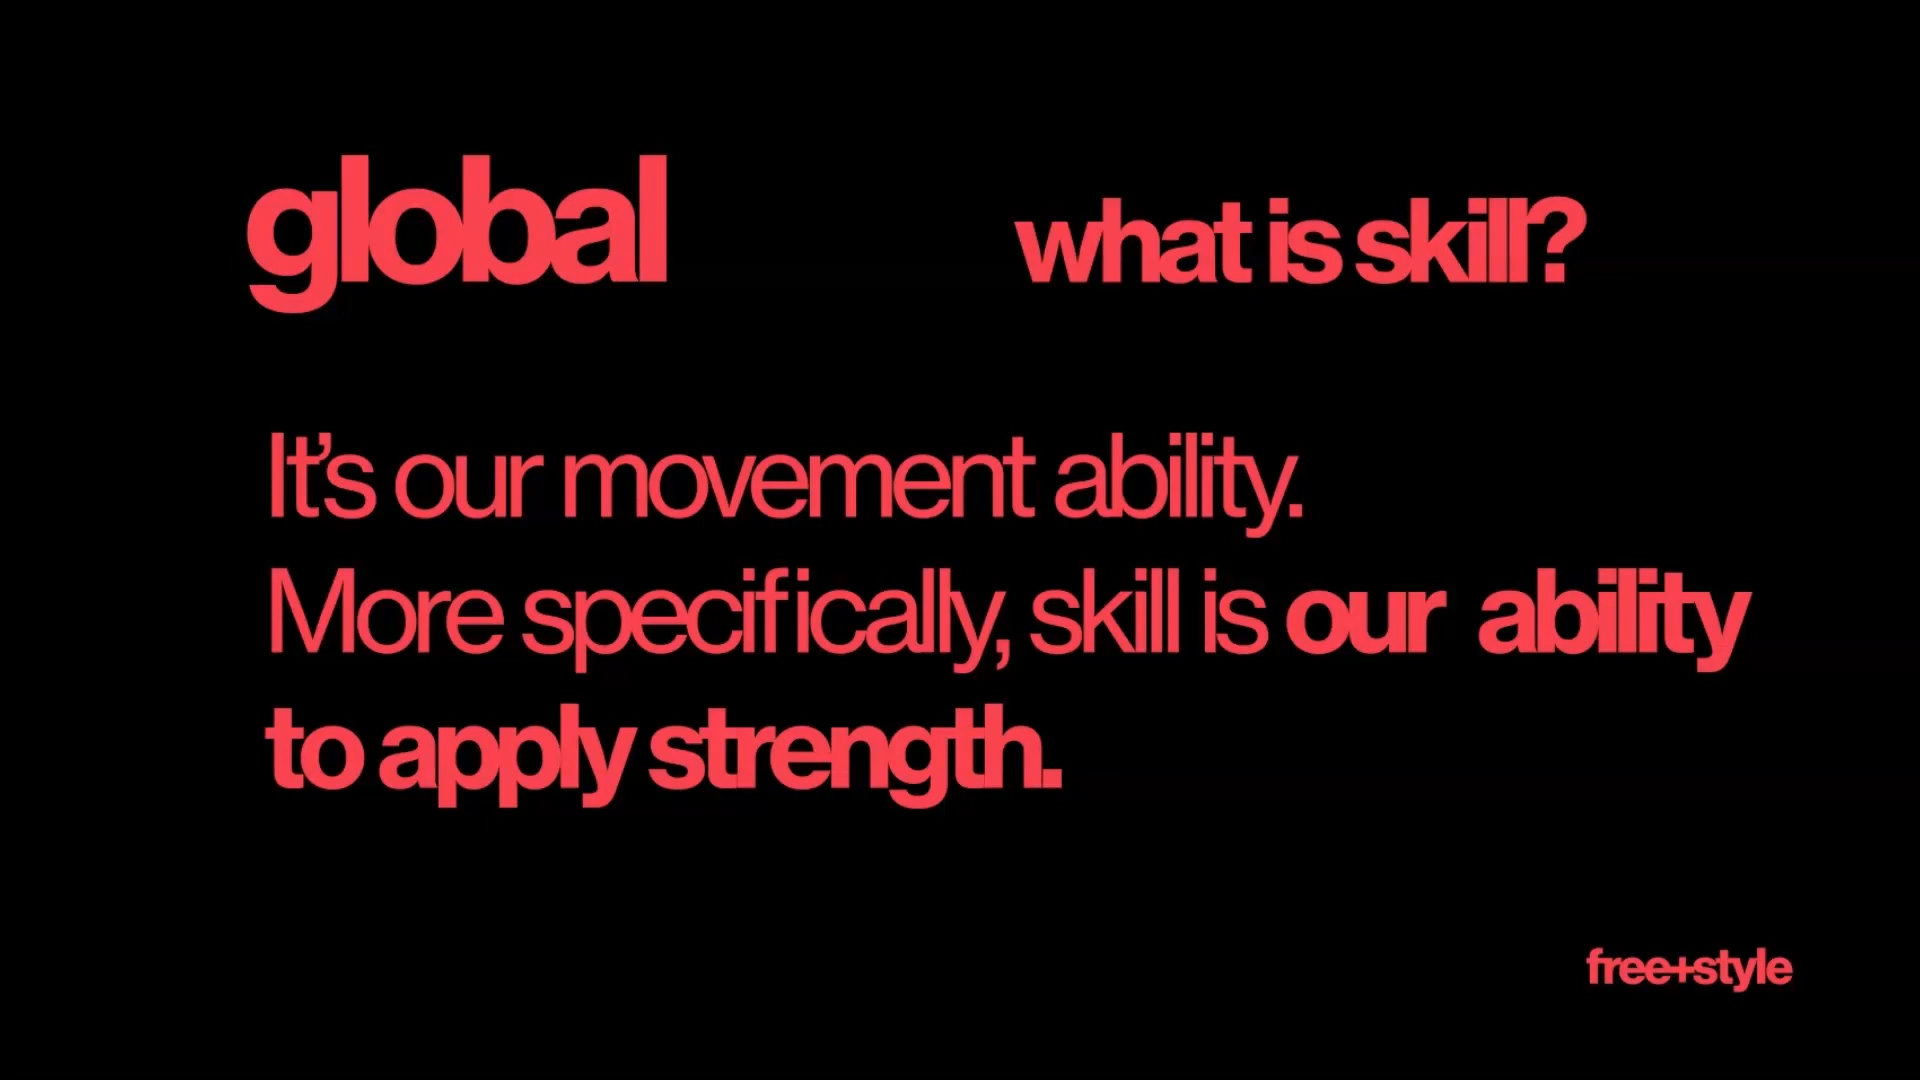 global
what is skill?
It’s our movement ability.
More specifically, skill is our ability
to apply strength.
free+style